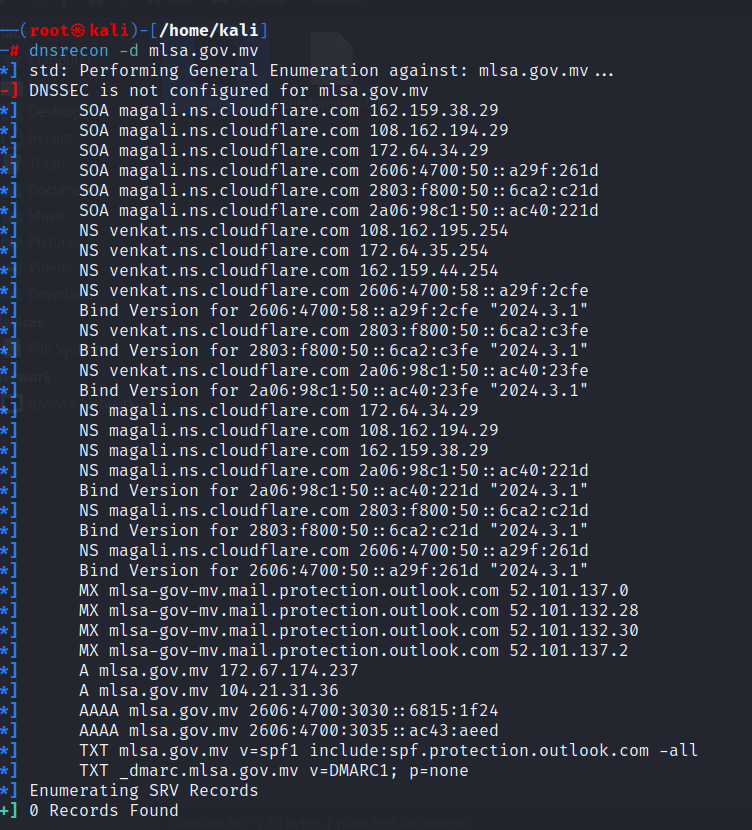 (root㉿kali)-[/home/kali]
# dnsrecon -d mlsa.gov.mv
*] std: Performing General Enumeration against: mlsa.gov.mv...
-] DNSSEC is not configured for mlsa.gov.mv
*] SOA magali.ns.cloudflare.com 162.159.38.29
*] SOA magali.ns.cloudflare.com 108.162.194.29
*] SOA magali.ns.cloudflare.com 172.64.34.29
*] SOA magali.ns.cloudflare.com 2606:4700:50::a29f:261d
*] SOA magali.ns.cloudflare.com 2803:f800:50::6ca2:c21d
*] SOA magali.ns.cloudflare.com 2a06:98c1:50::ac40:221d
*] NS venkat.ns.cloudflare.com 108.162.195.254
*] NS venkat.ns.cloudflare.com 172.64.35.254
*] NS venkat.ns.cloudflare.com 162.159.44.254
*] NS venkat.ns.cloudflare.com 2606:4700:58::a29f:2cfe
*] Bind Version for 2606:4700:58::a29f:2cfe "2024.3.1"
*] NS venkat.ns.cloudflare.com 2803:f800:50::6ca2:c3fe
*] Bind Version for 2803:f800:50::6ca2:c3fe "2024.3.1"
*] NS venkat.ns.cloudflare.com 2a06:98c1:50::ac40:23fe
*] Bind Version for 2a06:98c1:50::ac40:23fe "2024.3.1"
*] NS magali.ns.cloudflare.com 172.64.34.29
*] NS magali.ns.cloudflare.com 108.162.194.29
*] NS magali.ns.cloudflare.com 162.159.38.29
*] NS magali.ns.cloudflare.com 2a06:98c1:50::ac40:221d
*] Bind Version for 2a06:98c1:50::ac40:221d "2024.3.1"
*] NS magali.ns.cloudflare.com 2803:f800:50::6ca2:c21d
*] Bind Version for 2803:f800:50::6ca2:c21d "2024.3.1"
*] NS magali.ns.cloudflare.com 2606:4700:50::a29f:261d
*] Bind Version for 2606:4700:50::a29f:261d "2024.3.1"
*] MX mlsa-gov-mv.mail.protection.outlook.com 52.101.137.0
*] MX mlsa-gov-mv.mail.protection.outlook.com 52.101.132.28
*] MX mlsa-gov-mv.mail.protection.outlook.com 52.101.132.30
*] MX mlsa-gov-mv.mail.protection.outlook.com 52.101.137.2
*] A mlsa.gov.mv 172.67.174.237
*] A mlsa.gov.mv 104.21.31.36
*] AAAA mlsa.gov.mv 2606:4700:3030::6815:1f24
*] AAAA mlsa.gov.mv 2606:4700:3035::ac43:aeed
*] TXT mlsa.gov.mv v=spf1 include:spf.protection.outlook.com -all
*] TXT _dmarc.mlsa.gov.mv v=DMARC1; p=none
*] Enumerating SRV Records
+] 0 Records Found